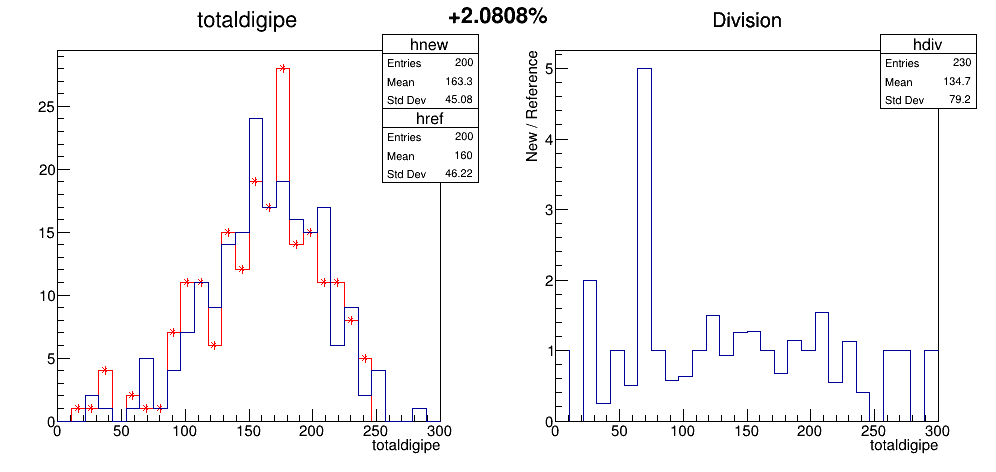 +2.0808%
totaldigipe
hnew
Entries 200
Mean 163.3
Std Dev 45.08
href
Entries 200
Mean 160
Std Dev 46.22
25
20
15
10
5
0
0 50 100 150 200 250 300
totaldigipe
Division
hdiv
Entries 230
Mean 134.7
Std Dev 79.2
New / Reference
5
4
3
2
1
0
0 50 100 150 200 250 300
totaldigipe